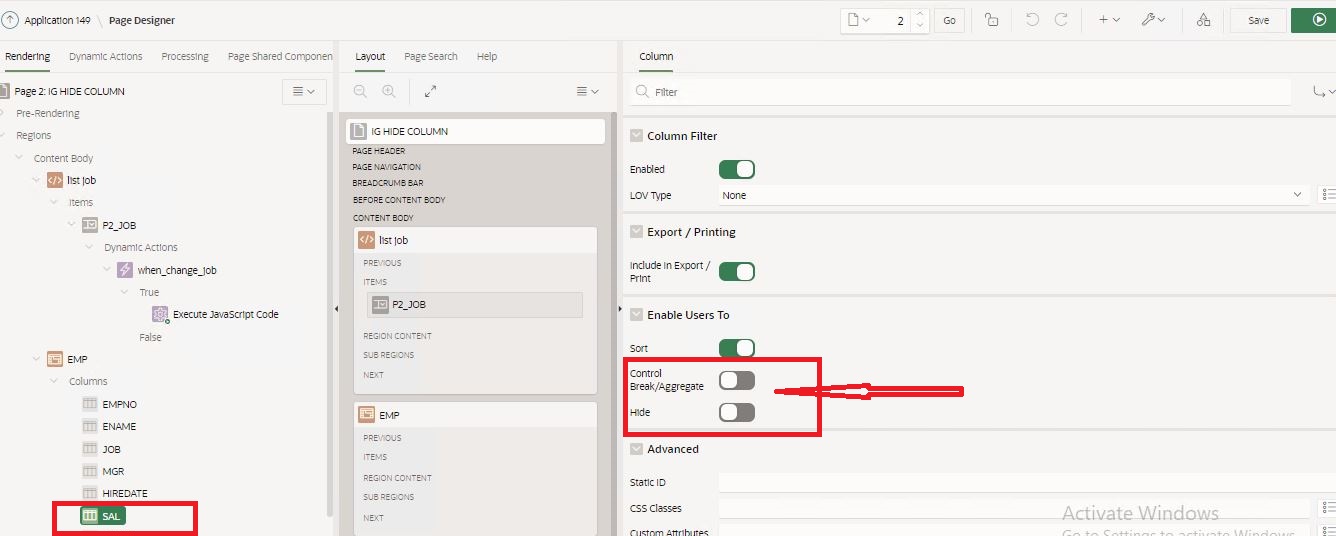 Application 149 \ Page Designer
2 Go Save
Rendering Dynamic Actions Processing Page Shared Componen
Layout Page Search Help
Column
Page 2: IG HIDE COLUMN
Pre-Rendering
Regions
Content Body
list job
Items
P2_JOB
Dynamic Actions
when_change_job
True
Execute JavaScript Code
False
EMP
Columns
EMPNO
ENAME
JOB
MGR
HIREDATE
SAL
IG HIDE COLUMN
PAGE HEADER
PAGE NAVIGATION
BREADCRUMB BAR
BEFORE CONTENT BODY
CONTENT BODY
list job
PREVIOUS
ITEMS
P2_JOB
REGION CONTENT
SUB REGIONS
NEXT
EMP
PREVIOUS
ITEMS
REGION CONTENT
SUB REGIONS
NEXT
Filter
Column Filter
Enabled
LOV Type None
Export / Printing
Include in Export /
Print
Enable Users To
Sort
Control
Break/Aggregate
Hide
Advanced
Static ID
CSS Classes
Custom Attributes
Activate Windows
Go to Settings to activate Windows